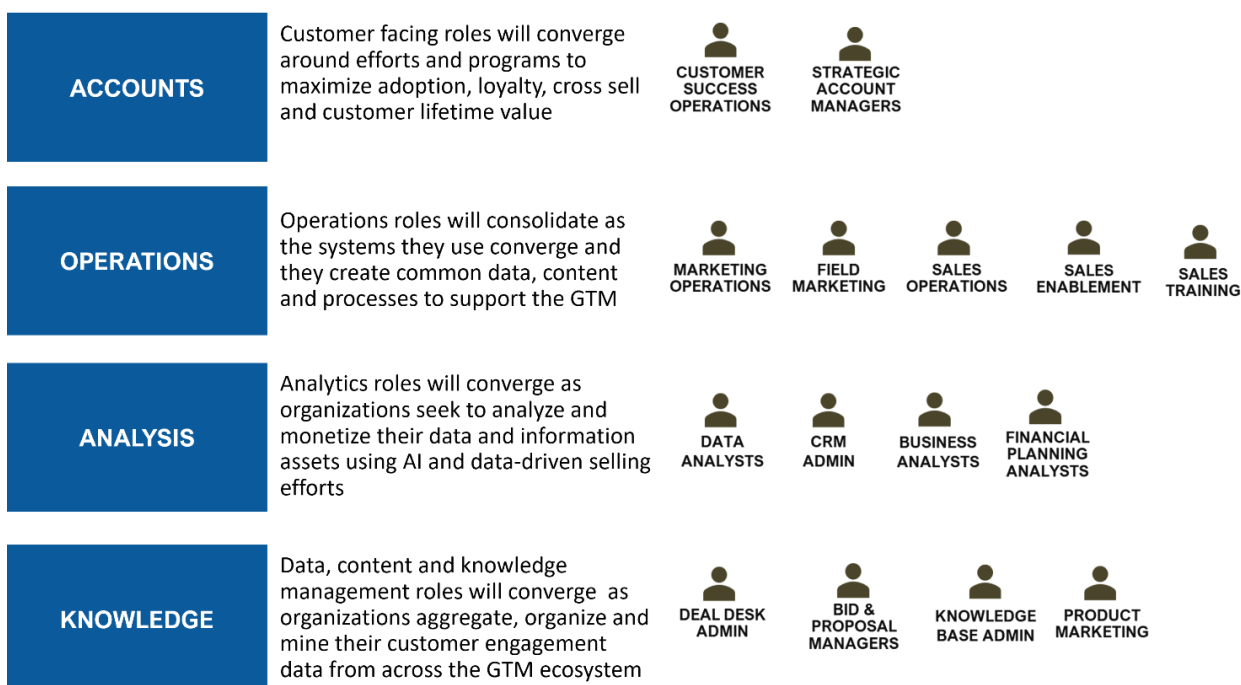 ACCOUNTS
Customer facing roles will converge
around efforts and programs to
maximize adoption, loyalty, cross sell
and customer lifetime value
CUSTOMER
SUCCESS
OPERATIONS
STRATEGIC
ACCOUNT
MANAGERS
OPERATIONS
Operations roles will consolidate as
the systems they use converge and
they create common data, content
and processes to support the GTM
MARKETING
OPERATIONS
FIELD
MARKETING
SALES
OPERATIONS
SALES
ENABLEMENT
SALES
TRAINING
ANALYSIS
Analytics roles will converge as
organizations seek to analyze and
monetize their data and information
assets using AI and data-driven selling
efforts
DATA
ANALYSTS
CRM
ADMIN
BUSINESS
ANALYSTS
FINANCIAL
PLANNING
ANALYSTS
KNOWLEDGE
Data, content and knowledge
management roles will converge  as
organizations aggregate, organize and
mine their customer engagement
data from across the GTM ecosystem
DEAL DESK
ADMIN
BID &
PROPOSAL
MANAGERS
KNOWLEDGE
BASE ADMIN
PRODUCT
MARKETING